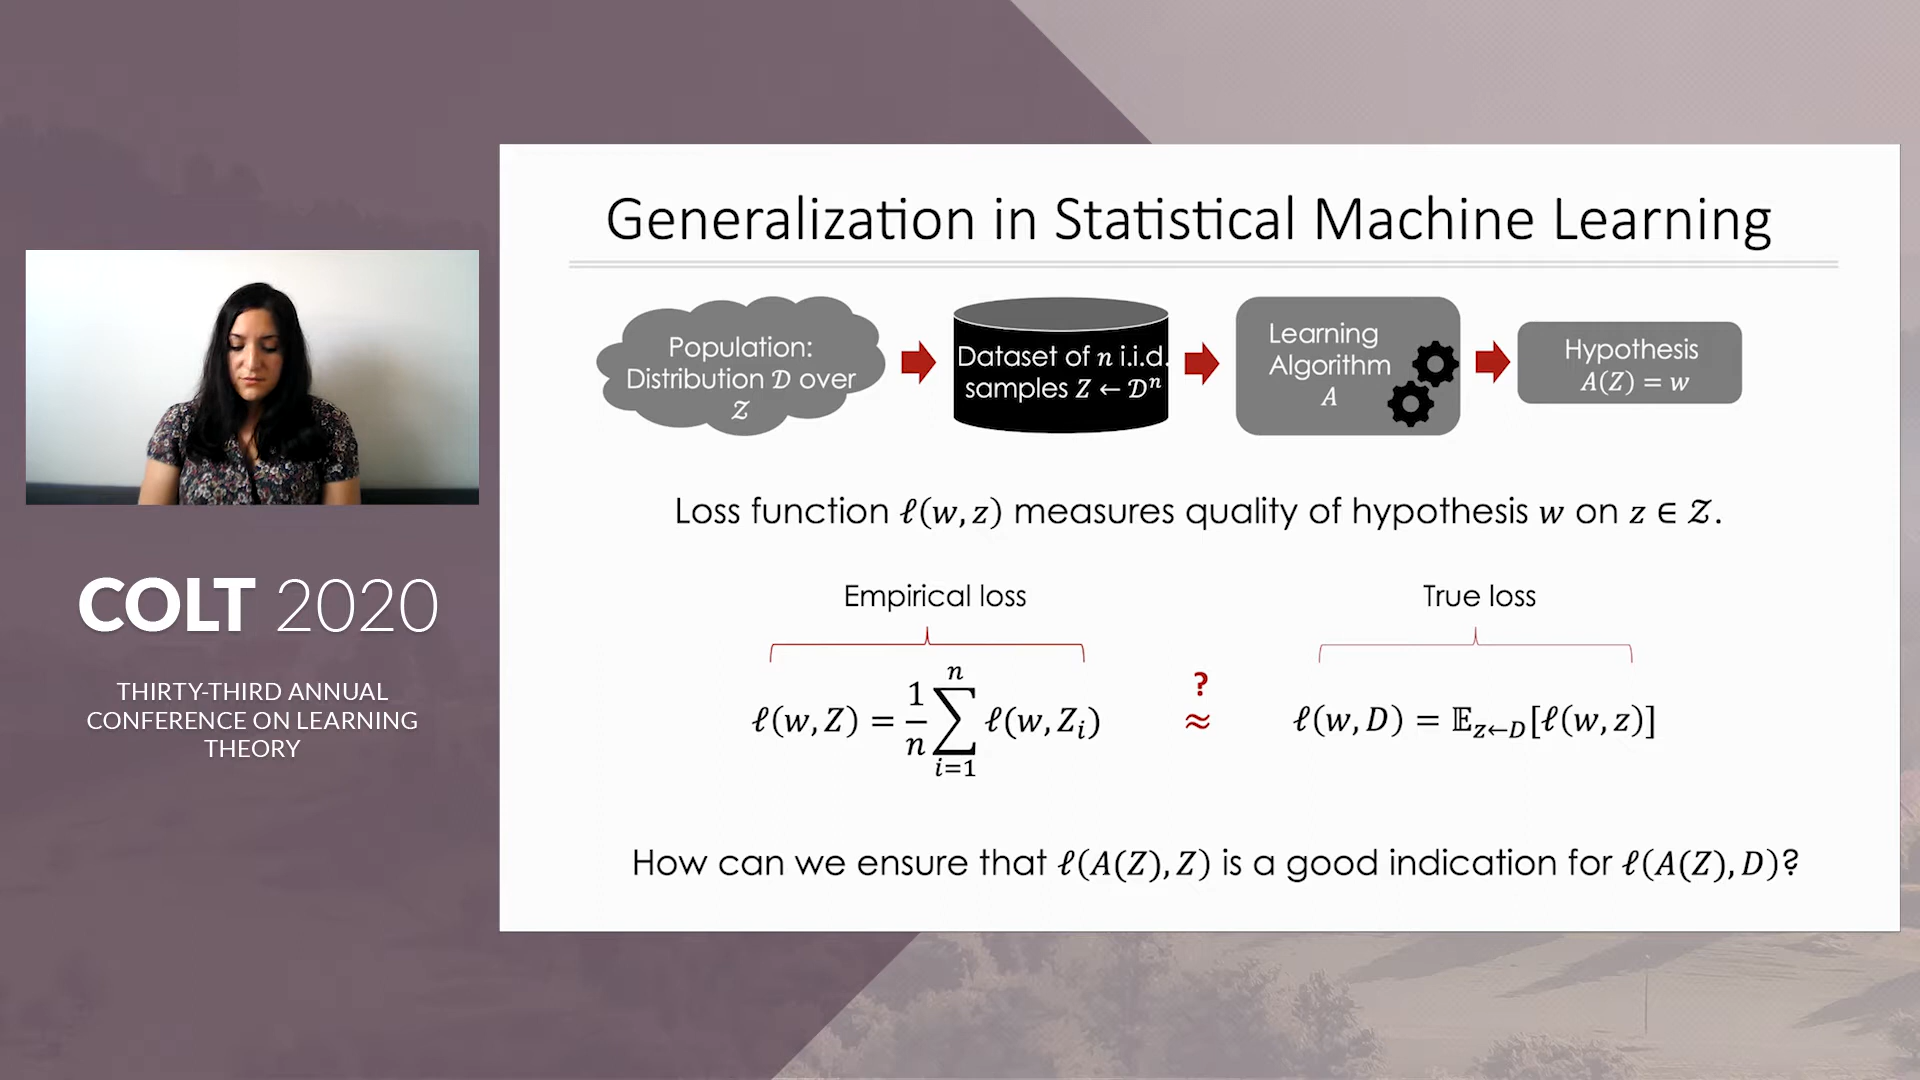 COLT 2020
THIRTY-THIRD ANNUAL
CONFERENCE ON LEARNING
THEORY
Generalization in Statistical Machine Learning
Population:
Distribution 𝒟 over
𝒵
Dataset of n i.i.d.
samples Z ← 𝒟ⁿ
Learning
Algorithm
A
Hypothesis
A(Z) = w
Loss function ℓ(w, z) measures quality of hypothesis w on z ∈ 𝒵.
Empirical loss
True loss
ℓ(w, Z) = 1/n ∑_{i=1}^{n} ℓ(w, Z_i)
?
≈
ℓ(w, D) = 𝔼_{z←D}[ℓ(w, z)]
How can we ensure that ℓ(A(Z), Z) is a good indication for ℓ(A(Z), D)?